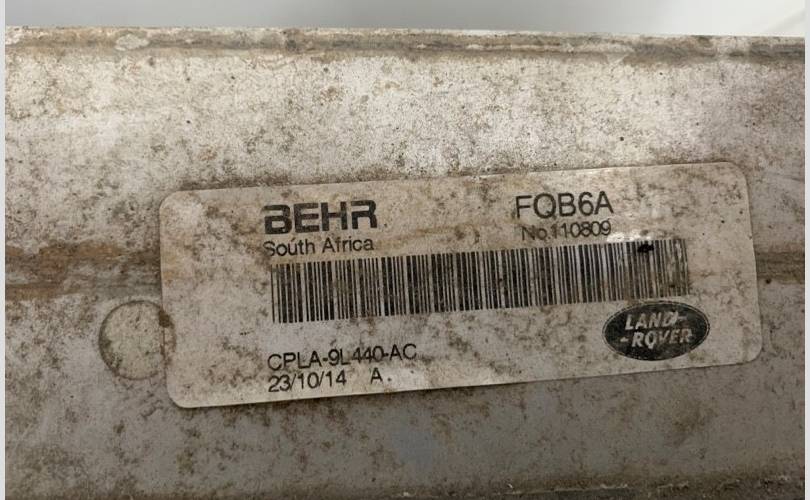 BEHR
South Africa
FQB6A
No.110809
CPLA-9L440-AC
23/10/14 A
LAND-
-ROVER